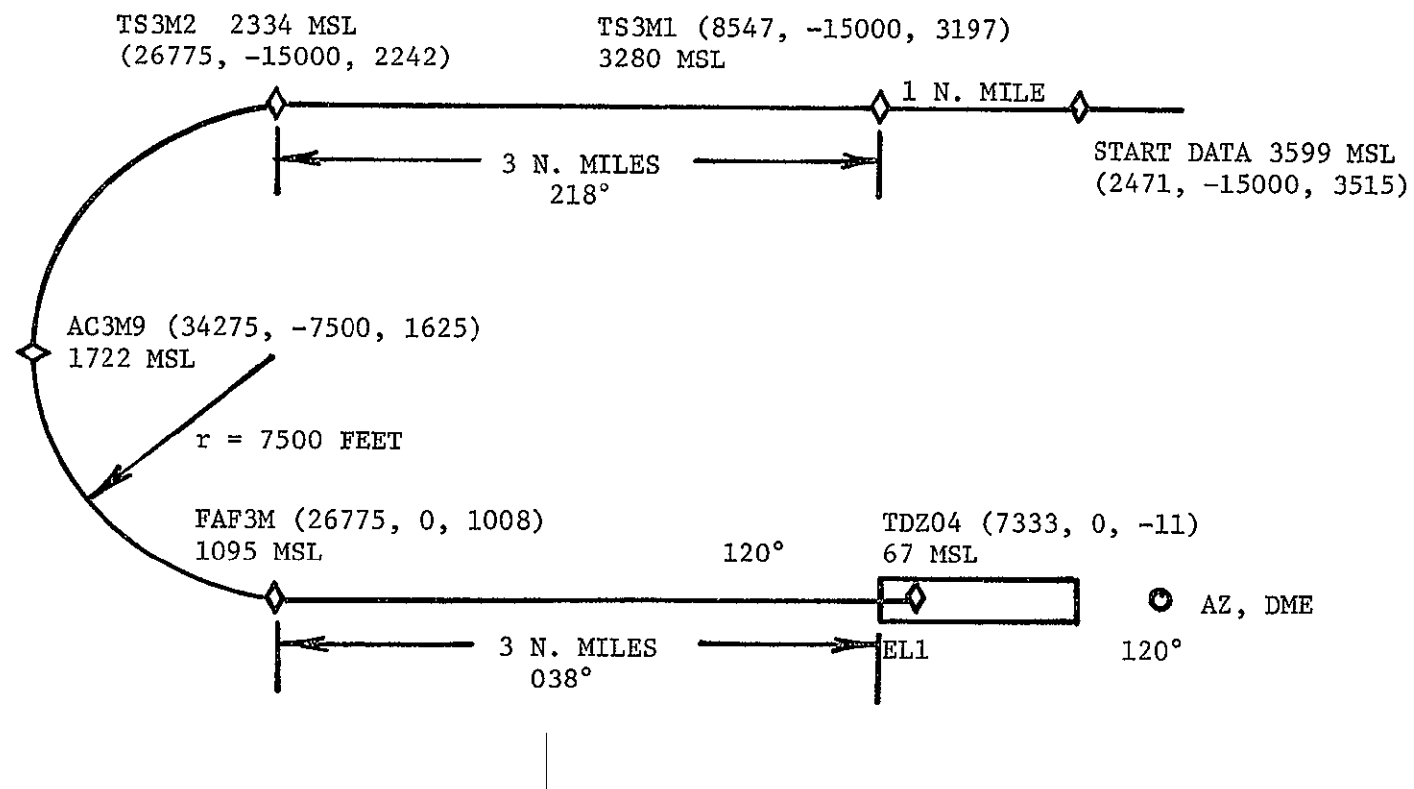 TS3M2 2334 MSL
(26775, -15000, 2242)
TS3M1 (8547, -15000, 3197)
3280 MSL
1 N. MILE
START DATA 3599 MSL
(2471, -15000, 3515)
3 N. MILES
218°
AC3M9 (34275, -7500, 1625)
1722 MSL
r = 7500 FEET
FAF3M (26775, 0, 1008)
1095 MSL
120°
TDZ04 (7333, 0, -11)
67 MSL
AZ, DME
3 N. MILES
038°
EL1
120°